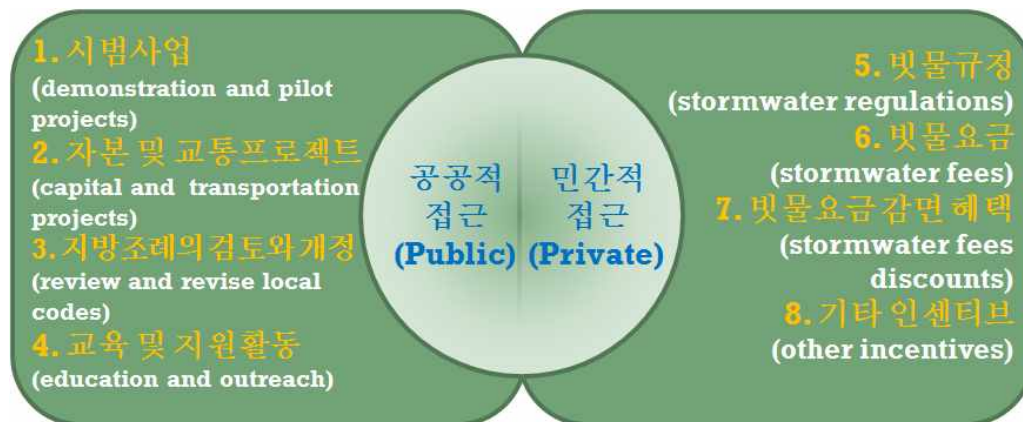 1. 시범사업
(demonstration and pilot
projects)
2. 자본 및 교통프로젝트
(capital and transportation
projects)
3. 지방조례의검토와개정
(review and revise local
codes)
4. 교육 및 지원활동
(education and outreach)
공공적
접근
(Public)
민간적
접근
(Private)
5. 빗물규정
(stormwater regulations)
6. 빗물요금
(stormwater fees)
7. 빗물요금감면 혜택
(stormwater fees
discounts)
8. 기타 인센티브
(other incentives)